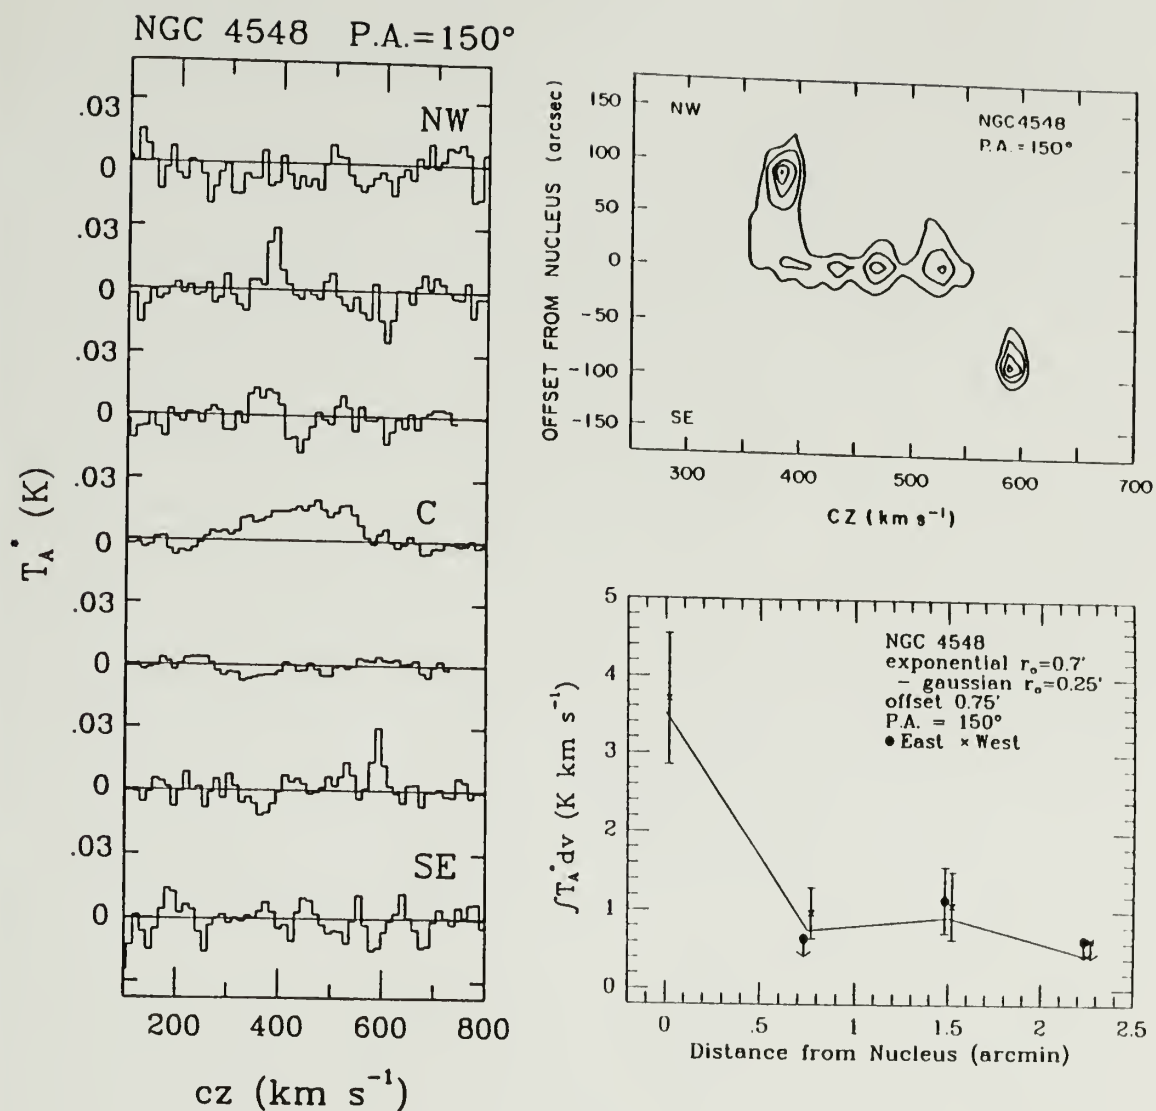 NGC 4548 P.A.=150°
.03
NW
0
.03
0
.03
0
.03
C
0
.03
0
.03
0
.03
SE
0
T_A* (K)
200 400 600 800
cz (km s⁻¹)
150
NW
NGC4548
P.A. = 150°
100
50
0
-50
-100
-150
SE
OFFSET FROM NUCLEUS (arcsec)
300 400 500 600 700
CZ (km s⁻¹)
5
4
3
2
1
0
∫T_A*dv (K km s⁻¹)
NGC 4548
exponential r₀=0.7'
– gaussian r₀=0.25'
offset 0.75'
P.A. = 150°
● East × West
0 .5 1 1.5 2 2.5
Distance from Nucleus (arcmin)